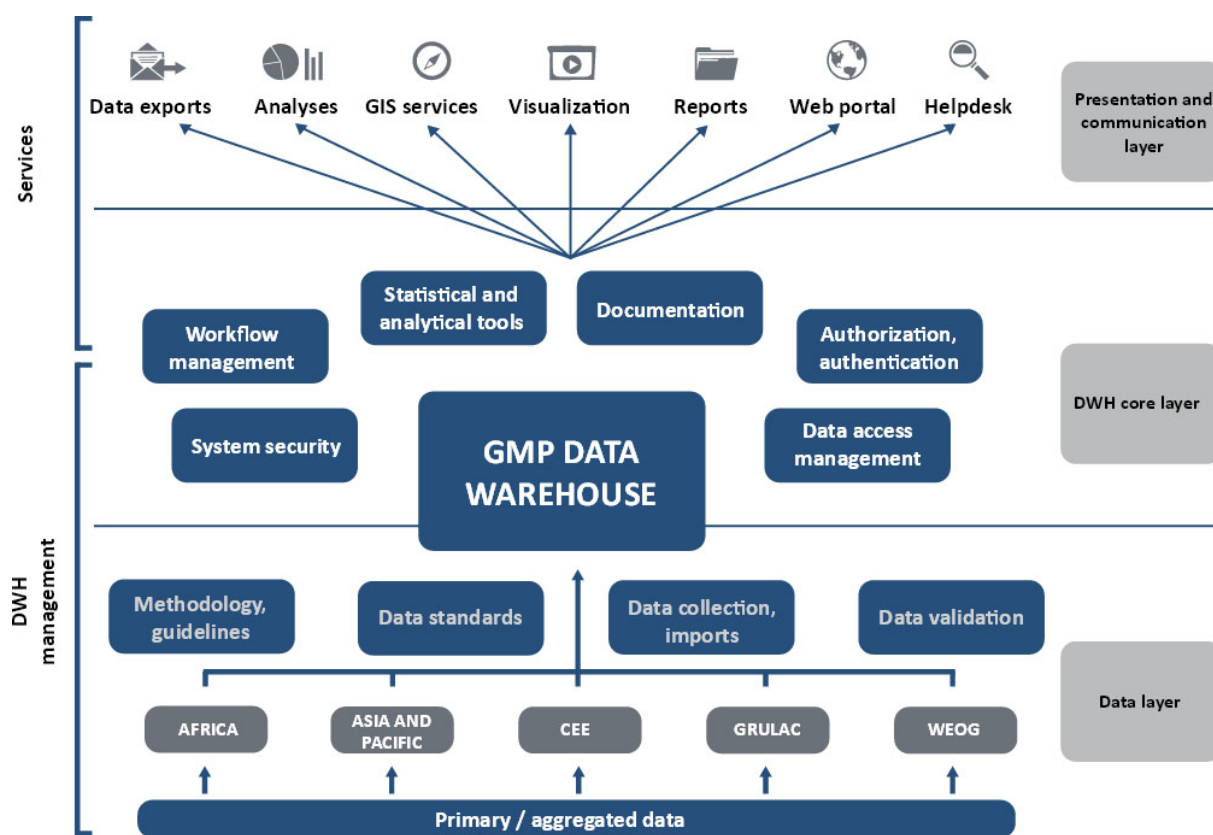 Data exports
Analyses
GIS services
Visualization
Reports
Web portal
Helpdesk
Presentation and
communication
layer
Services
Statistical and
analytical tools
Documentation
Workflow
management
Authorization,
authentication
DWH core layer
System security
GMP DATA
WAREHOUSE
Data access
management
DWH
management
Methodology,
guidelines
Data standards
Data collection,
imports
Data validation
Data layer
AFRICA
ASIA AND
PACIFIC
CEE
GRULAC
WEOG
Primary / aggregated data